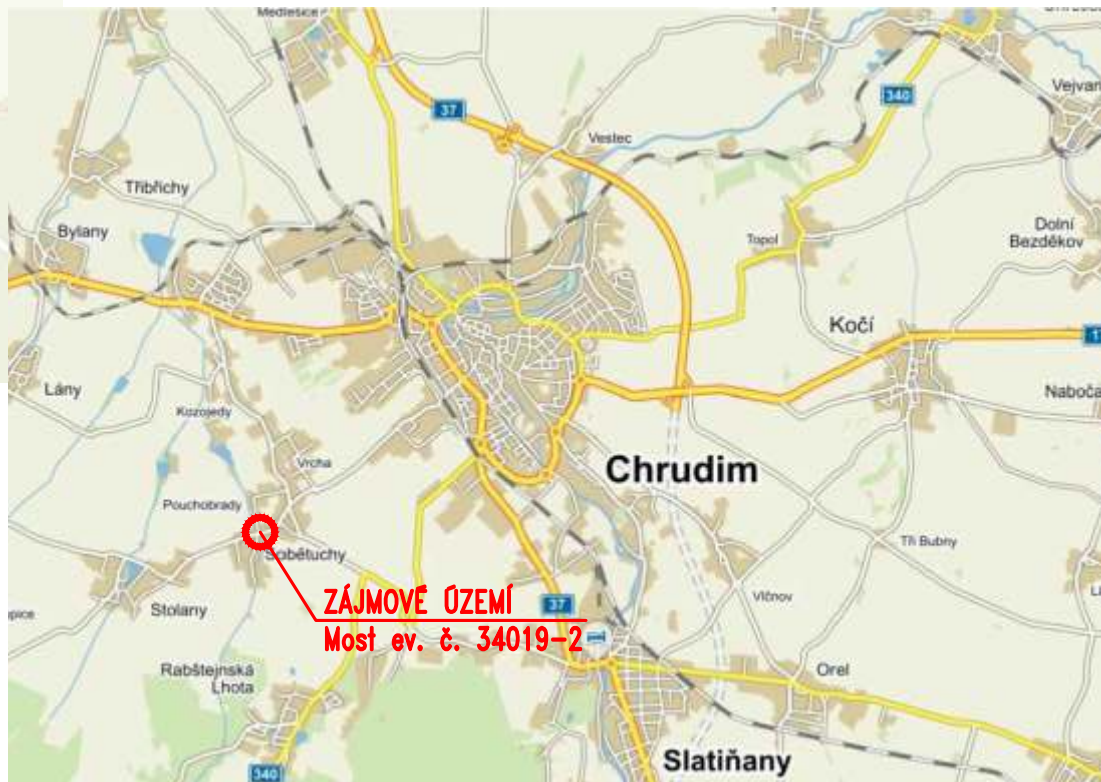 Medlešice
37
340
Vejvan
Vestec
Třibřichy
Bylany
Topol
Dolní
Bezděkov
Kočí
Lány
Naboča
Kozojedy
Vrcha
Chrudim
Pouchobrady
Sobětuchy
Tři Bubny
Stolany
ZÁJMOVÉ ÚZEMÍ
37
Vlčnov
Most ev. č. 34019-2
Rabštejnská
Lhota
Orel
Slatiňany
340